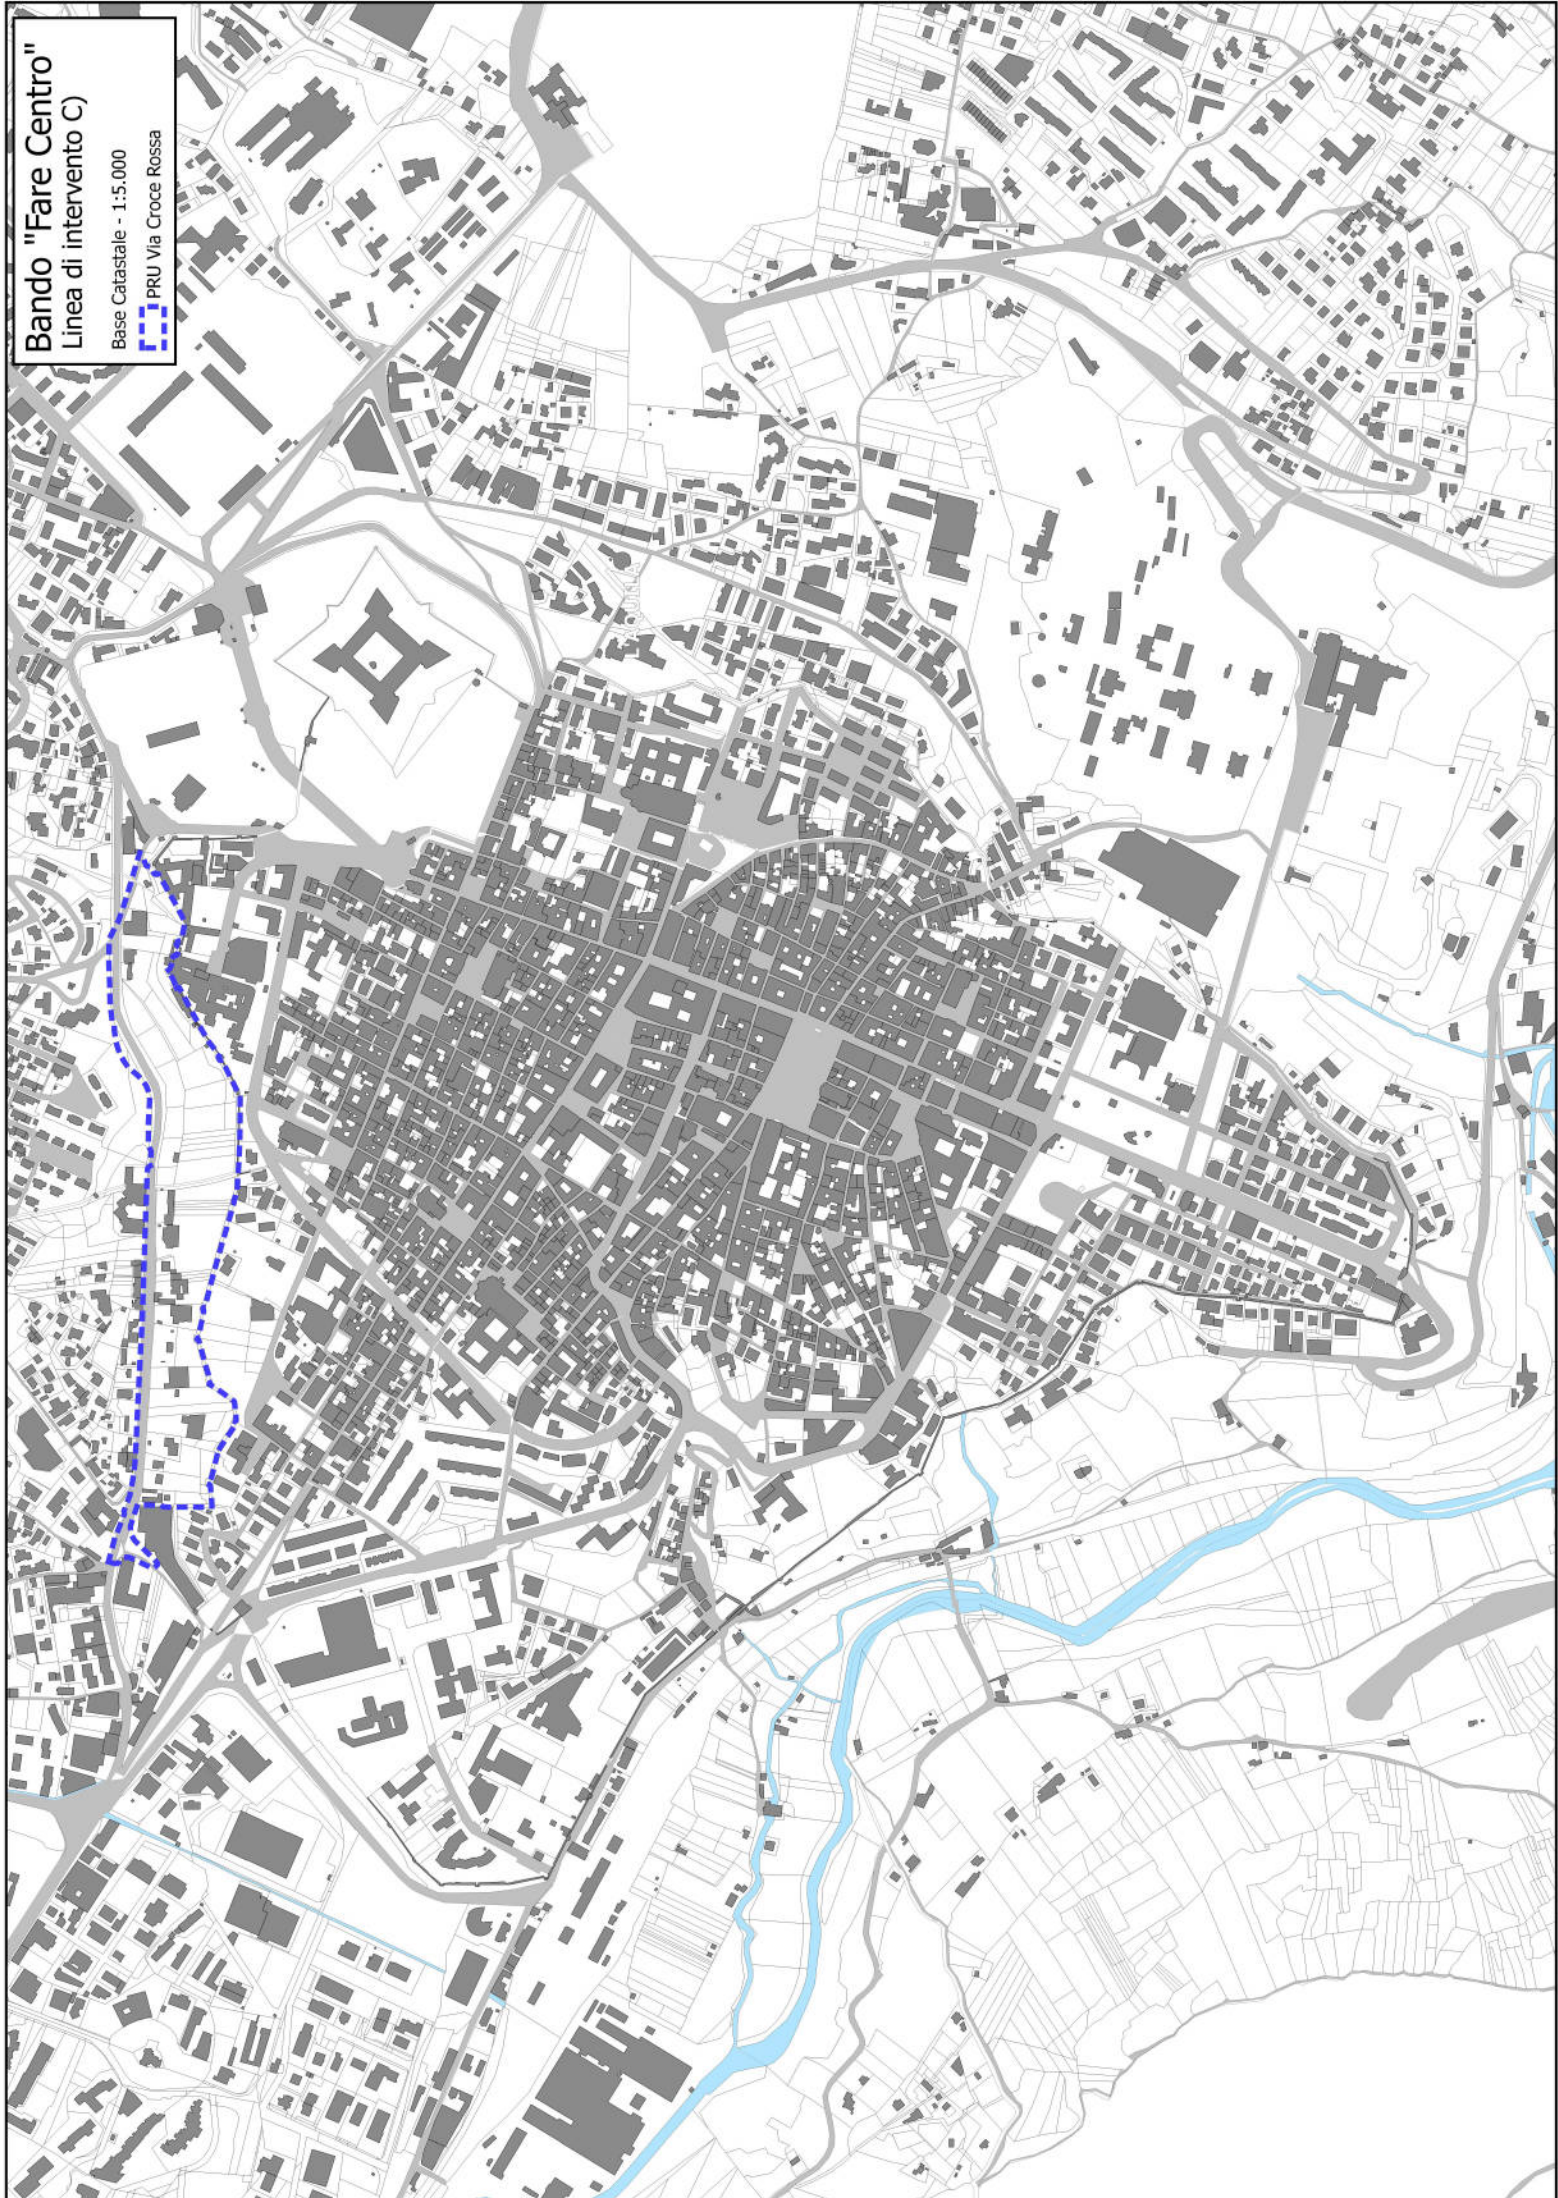 Bando "Fare Centro"
Linea di intervento C)
Base Catastale - 1:5.000
PRU Via Croce Rossa